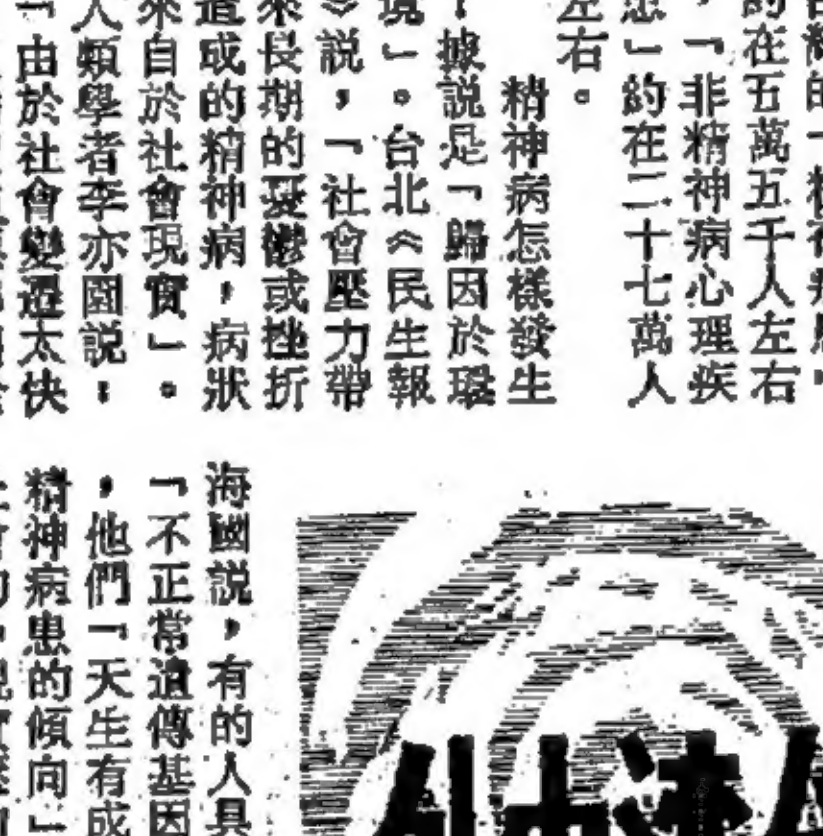 約在五萬五千人左右
，「非精神病心理疾
患」約在二十七萬人
左右。
精神病怎樣發生
？據説是「歸因於環
境」。台北《民生報
》説，「社會壓力帶
來長期的憂鬱或挫折
造成的精神病，病狀
來自於社會現實」。
人類學者李亦園説：
「由於社會變遷太快
海國説，有的人具
「不正常遺傳基因
，他們「天生有成
精神病患的傾向」